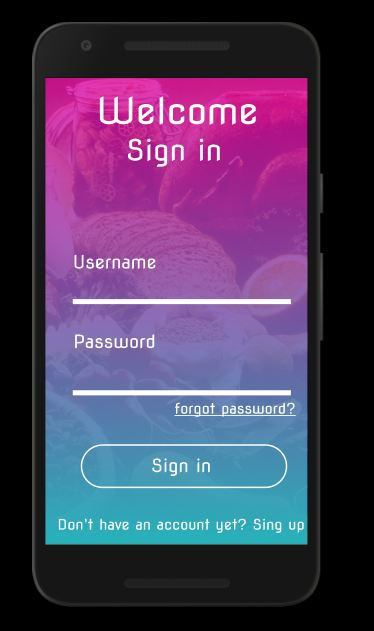 Welcome
Sign in
Username
Password
forgot password?
Sign in
Don't have an account yet? Sing up